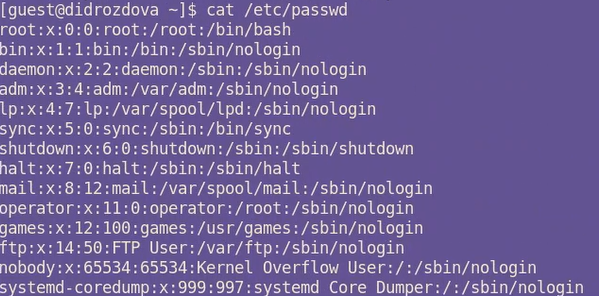 [guest@didrozdova ~]$ cat /etc/passwd
root:x:0:0:root:/root:/bin/bash
bin:x:1:1:bin:/bin:/sbin/nologin
daemon:x:2:2:daemon:/sbin:/sbin/nologin
adm:x:3:4:adm:/var/adm:/sbin/nologin
lp:x:4:7:lp:/var/spool/lpd:/sbin/nologin
sync:x:5:0:sync:/sbin:/bin/sync
shutdown:x:6:0:shutdown:/sbin:/sbin/shutdown
halt:x:7:0:halt:/sbin:/sbin/halt
mail:x:8:12:mail:/var/spool/mail:/sbin/nologin
operator:x:11:0:operator:/root:/sbin/nologin
games:x:12:100:games:/usr/games:/sbin/nologin
ftp:x:14:50:FTP User:/var/ftp:/sbin/nologin
nobody:x:65534:65534:Kernel Overflow User:/:/sbin/nologin
systemd-coredump:x:999:997:systemd Core Dumper:/:/sbin/nologin